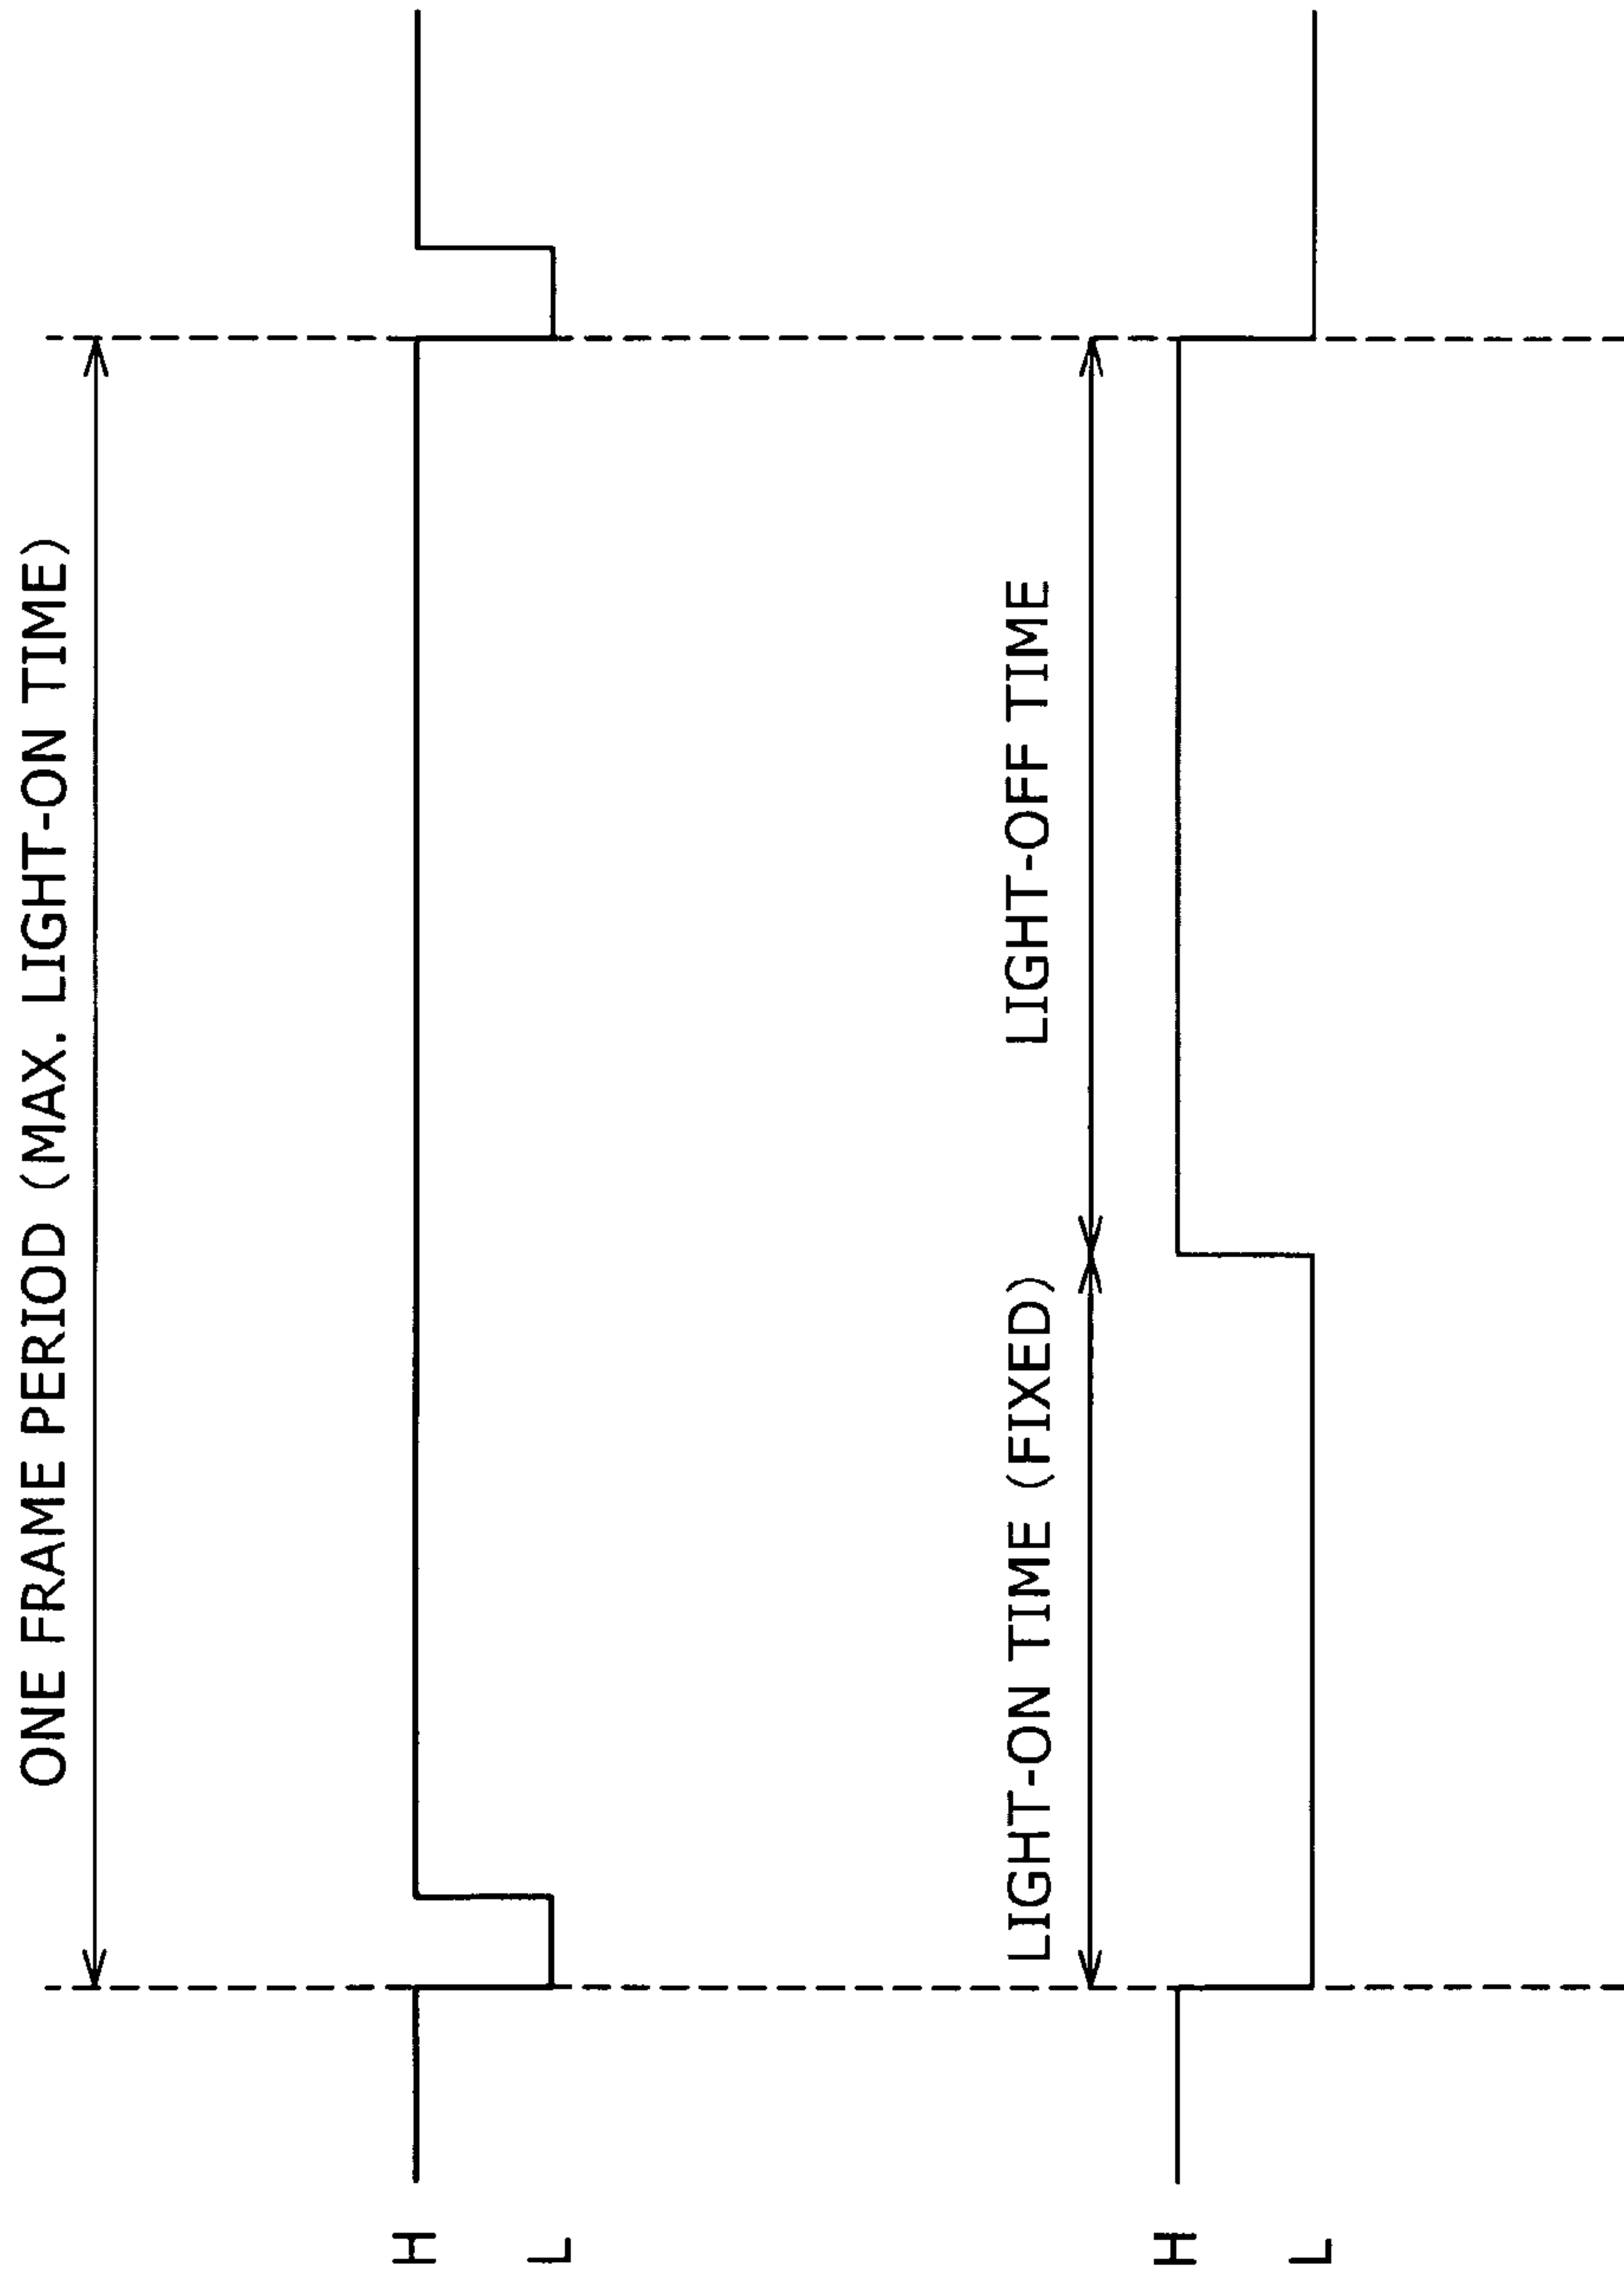 ONE FRAME PERIOD (MAX. LIGHT-ON TIME)
H
L
LIGHT-ON TIME (FIXED)
LIGHT-OFF TIME
H
L